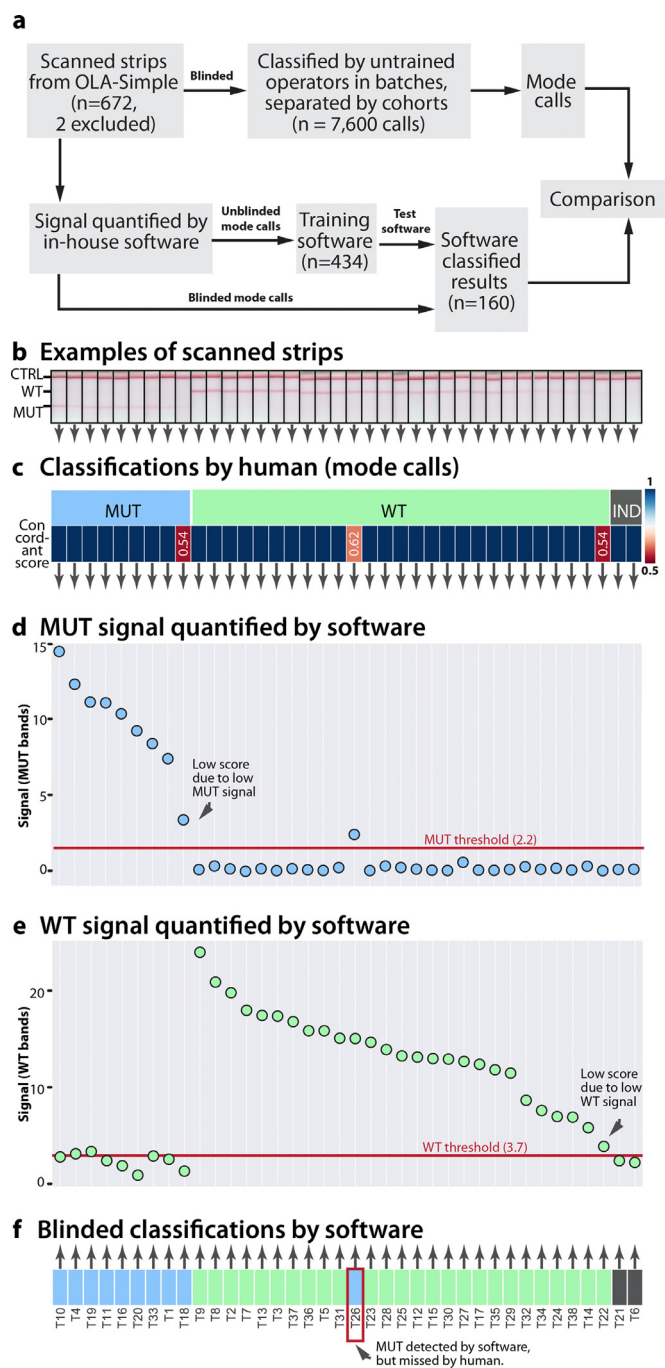 a
Scanned strips
from OLA-Simple
(n=672,
2 excluded)
Blinded
Classified by untrained
operators in batches,
separated by cohorts
(n = 7,600 calls)
Mode
calls
Comparison
Signal quantified by
in-house software
Unblinded
mode calls
Training
software
(n=434)
Test
software
Software
classified
results
(n=160)
Blinded mode calls
b Examples of scanned strips
CTRL
WT
MUT
c Classifications by human (mode calls)
MUT
WT
IND
1
0.5
Con
cord-
ant
score
0.54
0.62
0.54
d MUT signal quantified by software
Signal (MUT bands)
15
10
5
0
Low score
due to low
MUT signal
MUT threshold (2.2)
e WT signal quantified by software
Signal (WT bands)
20
10
0
Low score
due to low
WT signal
WT threshold (3.7)
f Blinded classifications by software
T10 T4 T19 T11 T16 T20 T33 T1 T18 T9 T8 T2 T7 T13 T3 T37 T36 T5 T31 T26 T23 T28 T25 T12 T15 T30 T27 T17 T35 T29 T32 T34 T24 T38 T14 T22 T21 T6
MUT detected by software,
but missed by human.